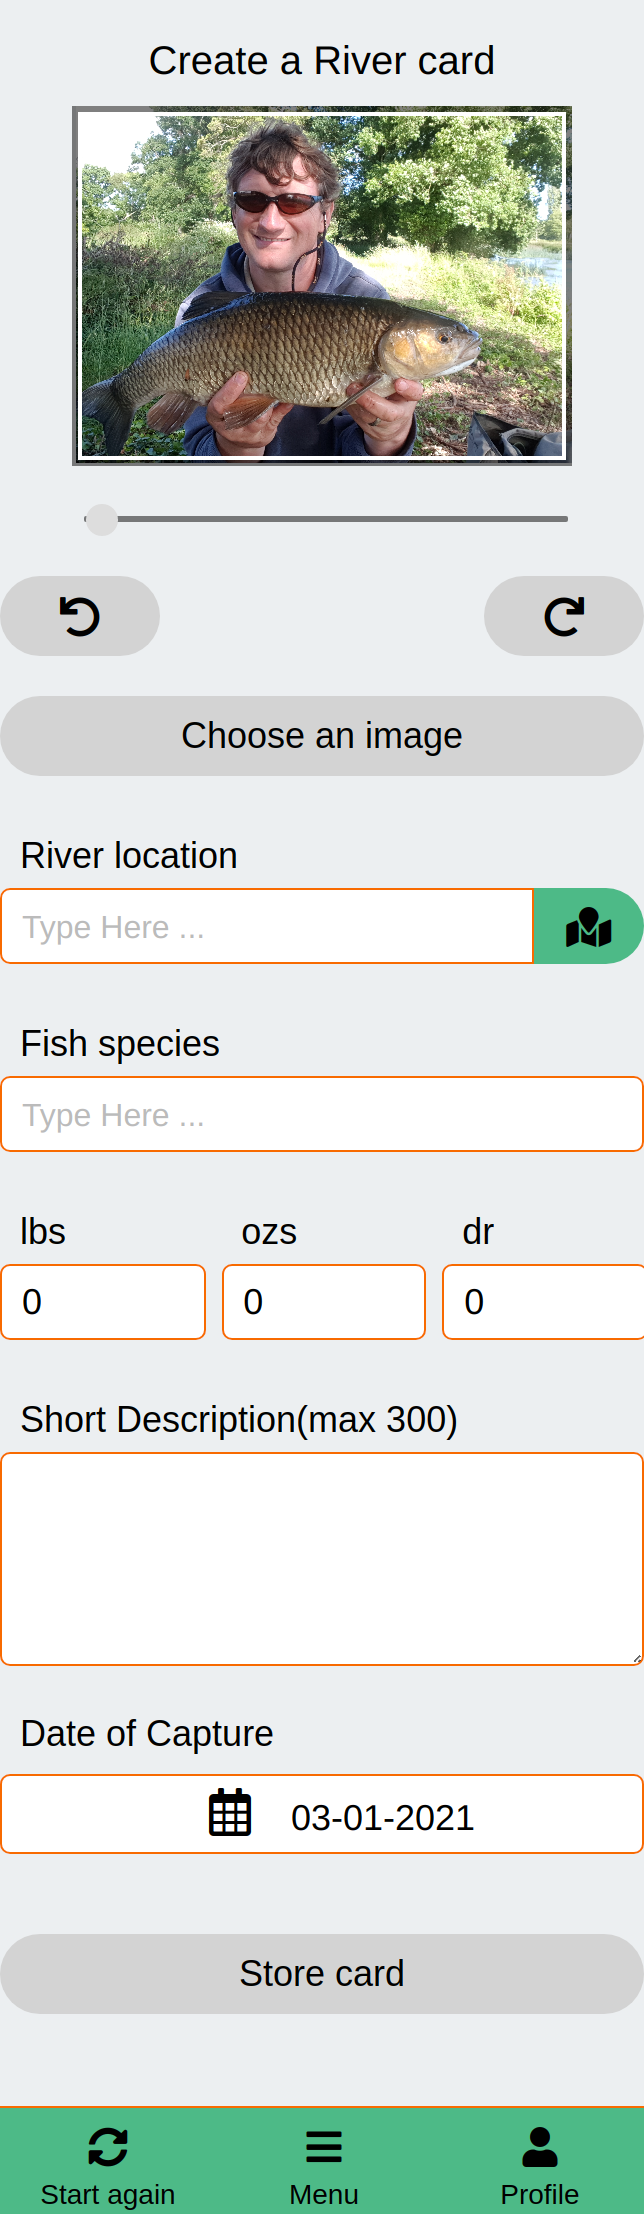 Create a River card
Choose an image
River location
Type Here ...
Fish species
Type Here ...
lbs ozs dr
0 0 0
Short Description(max 300)
Date of Capture
03-01-2021
Store card
Start again Menu Profile